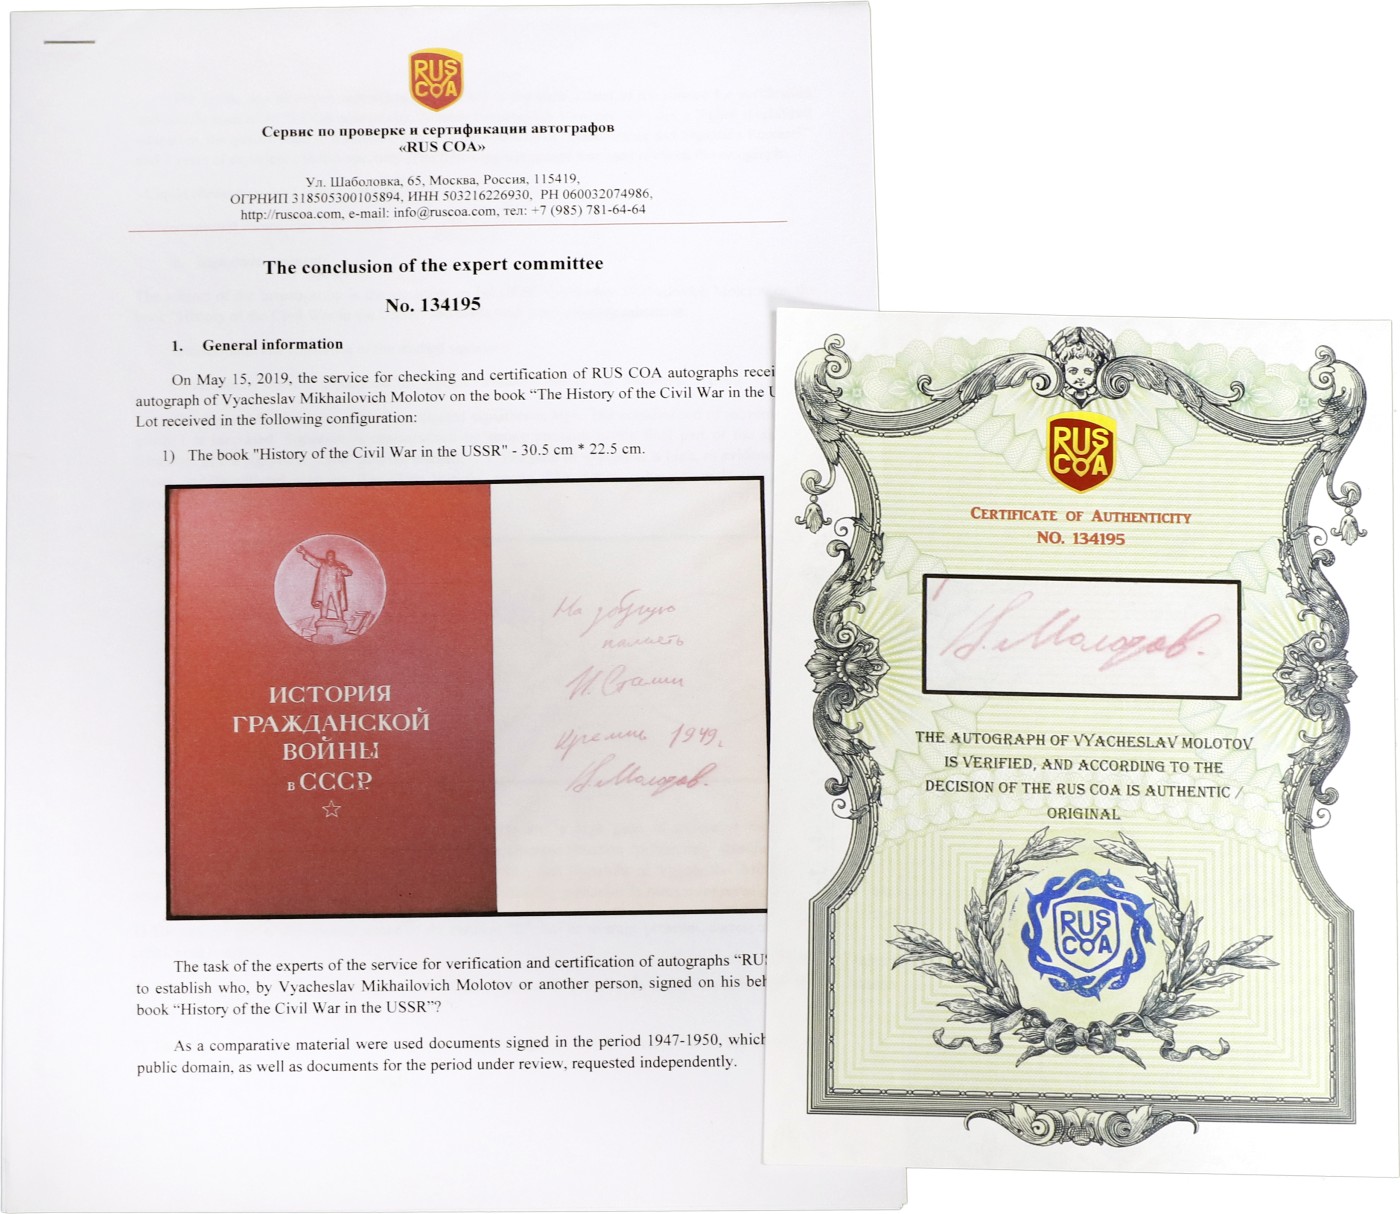 RUS
COA
Сервис по проверке и сертификации автографов
«RUS COA»
Ул. Шаболовка, 65, Москва, Россия, 115419,
ОГРНИП 318505300105894, ИНН 503216226930, РН 060032074986,
http://ruscoa.com, e-mail: info@ruscoa.com, тел: +7 (985) 781-64-64
The conclusion of the expert committee
No. 134195
1. General information
On May 15, 2019, the service for checking and certification of RUS COA autographs recei
autograph of Vyacheslav Mikhailovich Molotov on the book “The History of the Civil War in the U
Lot received in the following configuration:
1) The book "History of the Civil War in the USSR" - 30.5 cm * 22.5 cm.
ИСТОРИЯ
ГРАЖДАНСКОЙ
ВОЙНЫ
в СССР
На добрую
память
И. Сталин
Кремль 1949г.
В. Молотов.
The task of the experts of the service for verification and certification of autographs “RUS
to establish who, by Vyacheslav Mikhailovich Molotov or another person, signed on his beh
book “History of the Civil War in the USSR”?
As a comparative material were used documents signed in the period 1947-1950, which
public domain, as well as documents for the period under review, requested independently.
RUS
COA
CERTIFICATE OF AUTHENTICITY
NO. 134195
В. Молотов.
THE AUTOGRAPH OF VYACHESLAV MOLOTOV
IS VERIFIED, AND ACCORDING TO THE
DECISION OF THE RUS COA IS AUTHENTIC /
ORIGINAL
RUS
COA